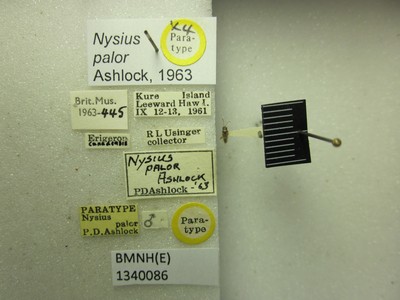 Nysius
palor
Ashlock, 1963
K4
Para-
type
Brit. Mus.
1963-445
Kure Island
Leeward Haw I.
IX 12-13, 1961
Erigeron
R L Usinger
collector
NYSIUS
PALOR
ASHLOCK
PDAshlock -'63
PARATYPE
Nysius
palor
P.D. Ashlock
♂
Para-
type
BMNH(E)
1340086